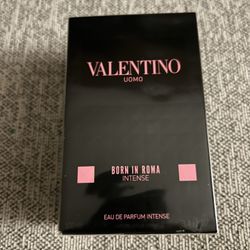 VALENTINO
UOMO
BORN IN ROMA
INTENSE
EAU DE PARFUM INTENSE